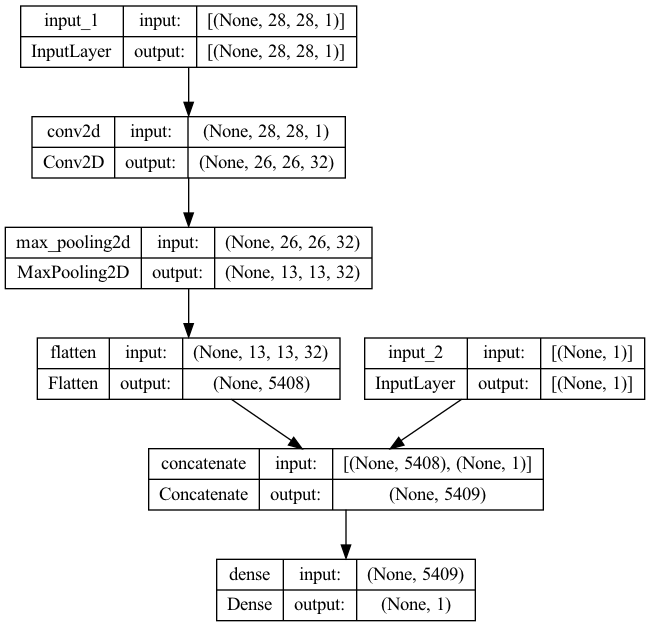 input_1 input: [(None, 28, 28, 1)]
InputLayer output: [(None, 28, 28, 1)]
conv2d input: (None, 28, 28, 1)
Conv2D output: (None, 26, 26, 32)
max_pooling2d input: (None, 26, 26, 32)
MaxPooling2D output: (None, 13, 13, 32)
flatten input: (None, 13, 13, 32)
Flatten output: (None, 5408)
input_2 input: [(None, 1)]
InputLayer output: [(None, 1)]
concatenate input: [(None, 5408), (None, 1)]
Concatenate output: (None, 5409)
dense input: (None, 5409)
Dense output: (None, 1)